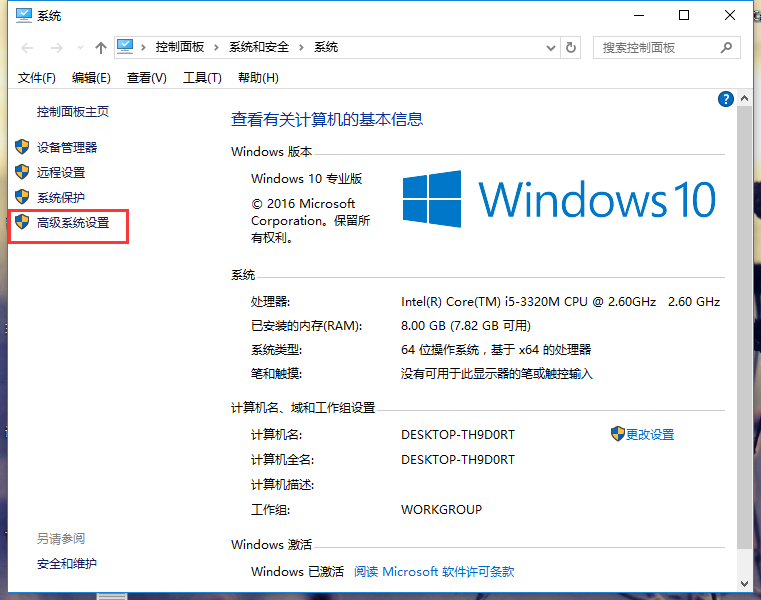 系统
控制面板 系统和安全 系统
搜索控制面板
文件(F) 编辑(E) 查看(V) 工具(T) 帮助(H)
控制面板主页
设备管理器
远程设置
系统保护
高级系统设置
另请参阅
安全和维护
查看有关计算机的基本信息
Windows 版本
Windows 10 专业版
© 2016 Microsoft
Corporation。保留所
有权利。
Windows 10
系统
处理器: Intel(R) Core(TM) i5-3320M CPU @ 2.60GHz 2.60 GHz
已安装的内存(RAM): 8.00 GB (7.82 GB 可用)
系统类型: 64 位操作系统，基于 x64 的处理器
笔和触摸: 没有可用于此显示器的笔或触控输入
计算机名、域和工作组设置
计算机名: DESKTOP-TH9D0RT 更改设置
计算机全名: DESKTOP-TH9D0RT
计算机描述:
工作组: WORKGROUP
Windows 激活
Windows 已激活 阅读 Microsoft 软件许可条款